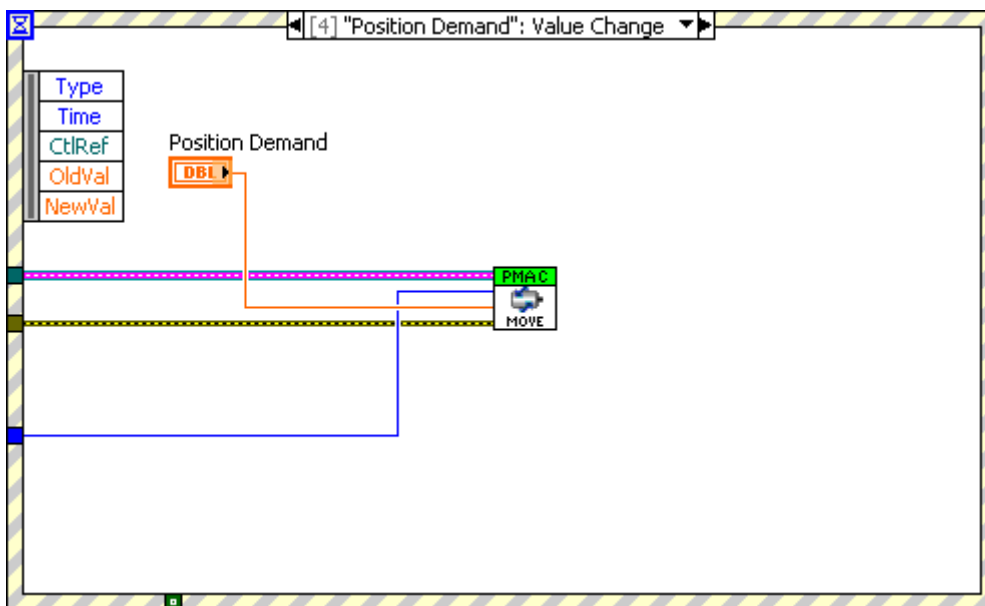 [4] "Position Demand": Value Change
Type
Time
CtlRef
OldVal
NewVal
Position Demand
DBL
PMAC
MOVE